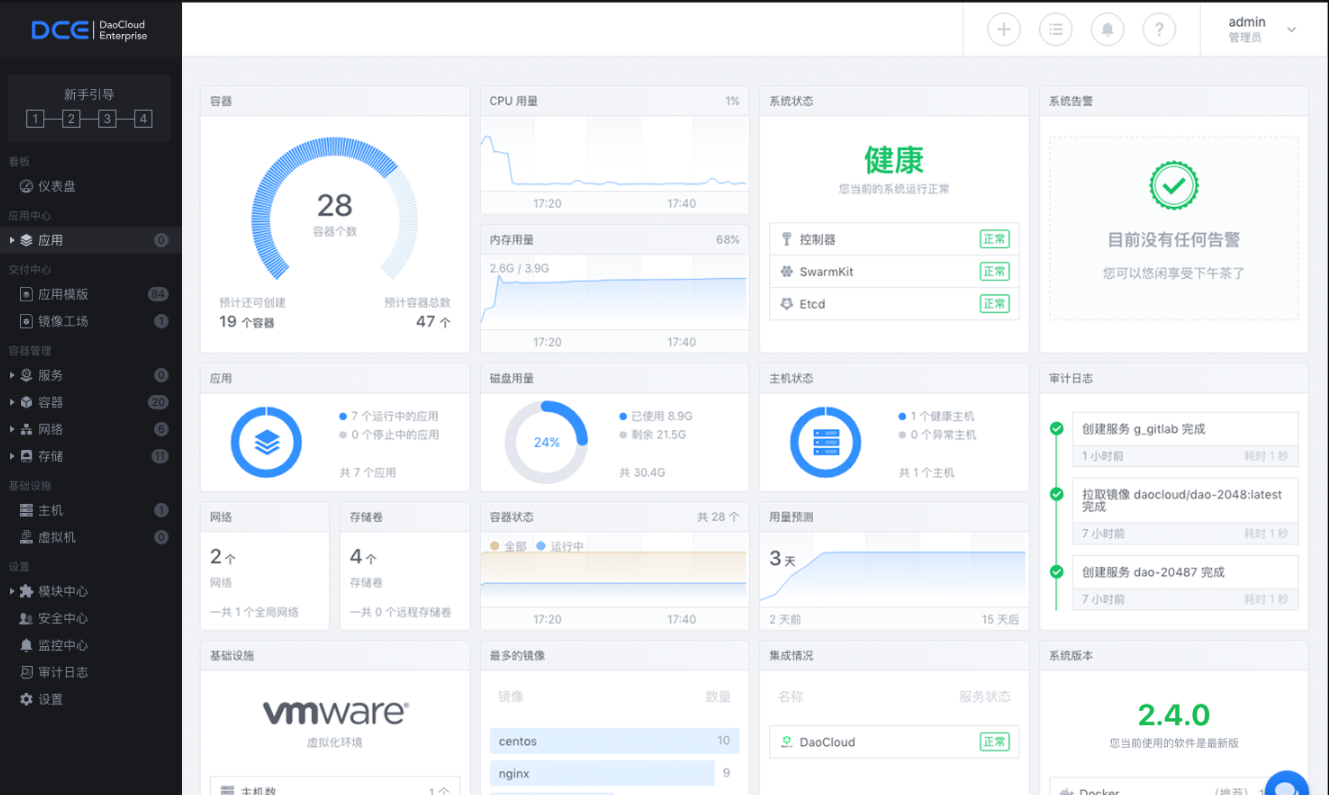 DCE
DaoCloud
Enterprise
admin
管理员
新手引导
1 2 3 4
看板
仪表盘
应用中心
应用 0
交付中心
应用模版 84
镜像工场 1
容器管理
服务 0
容器 20
网络 6
存储 11
基础设施
主机 1
虚拟机 0
设置
模块中心
安全中心
监控中心
审计日志
设置
容器
28
容器个数
预计还可创建
19 个容器
预计容器总数
47 个
CPU 用量 1%
17:20 17:40
内存用量 68%
2.6G / 3.9G
17:20 17:40
系统状态
健康
您当前的系统运行正常
控制器 正常
SwarmKit 正常
Etcd 正常
系统告警
目前没有任何告警
您可以悠闲享受下午茶了
应用
7 个运行中的应用
0 个停止中的应用
共 7 个应用
磁盘用量
24%
已使用 8.9G
剩余 21.5G
共 30.4G
主机状态
1 个健康主机
0 个异常主机
共 1 个主机
审计日志
创建服务 g_gitlab 完成
1 小时前 耗时 1 秒
拉取镜像 daocloud/dao-2048:latest
完成
7 小时前 耗时 1 秒
创建服务 dao-20487 完成
7 小时前 耗时 1 秒
网络
2 个
网络
一共 1 个全局网络
存储卷
4 个
存储卷
一共 0 个远程存储卷
容器状态 共 28 个
全部 运行中
17:20 17:40
用量预测
3 天
2 天前 15 天后
基础设施
vmware®
虚拟化环境
主机数 1 个
最多的镜像
镜像 数量
centos 10
nginx 9
集成情况
名称 服务状态
DaoCloud 正常
系统版本
2.4.0
您当前使用的软件是最新版
Docker (推荐)